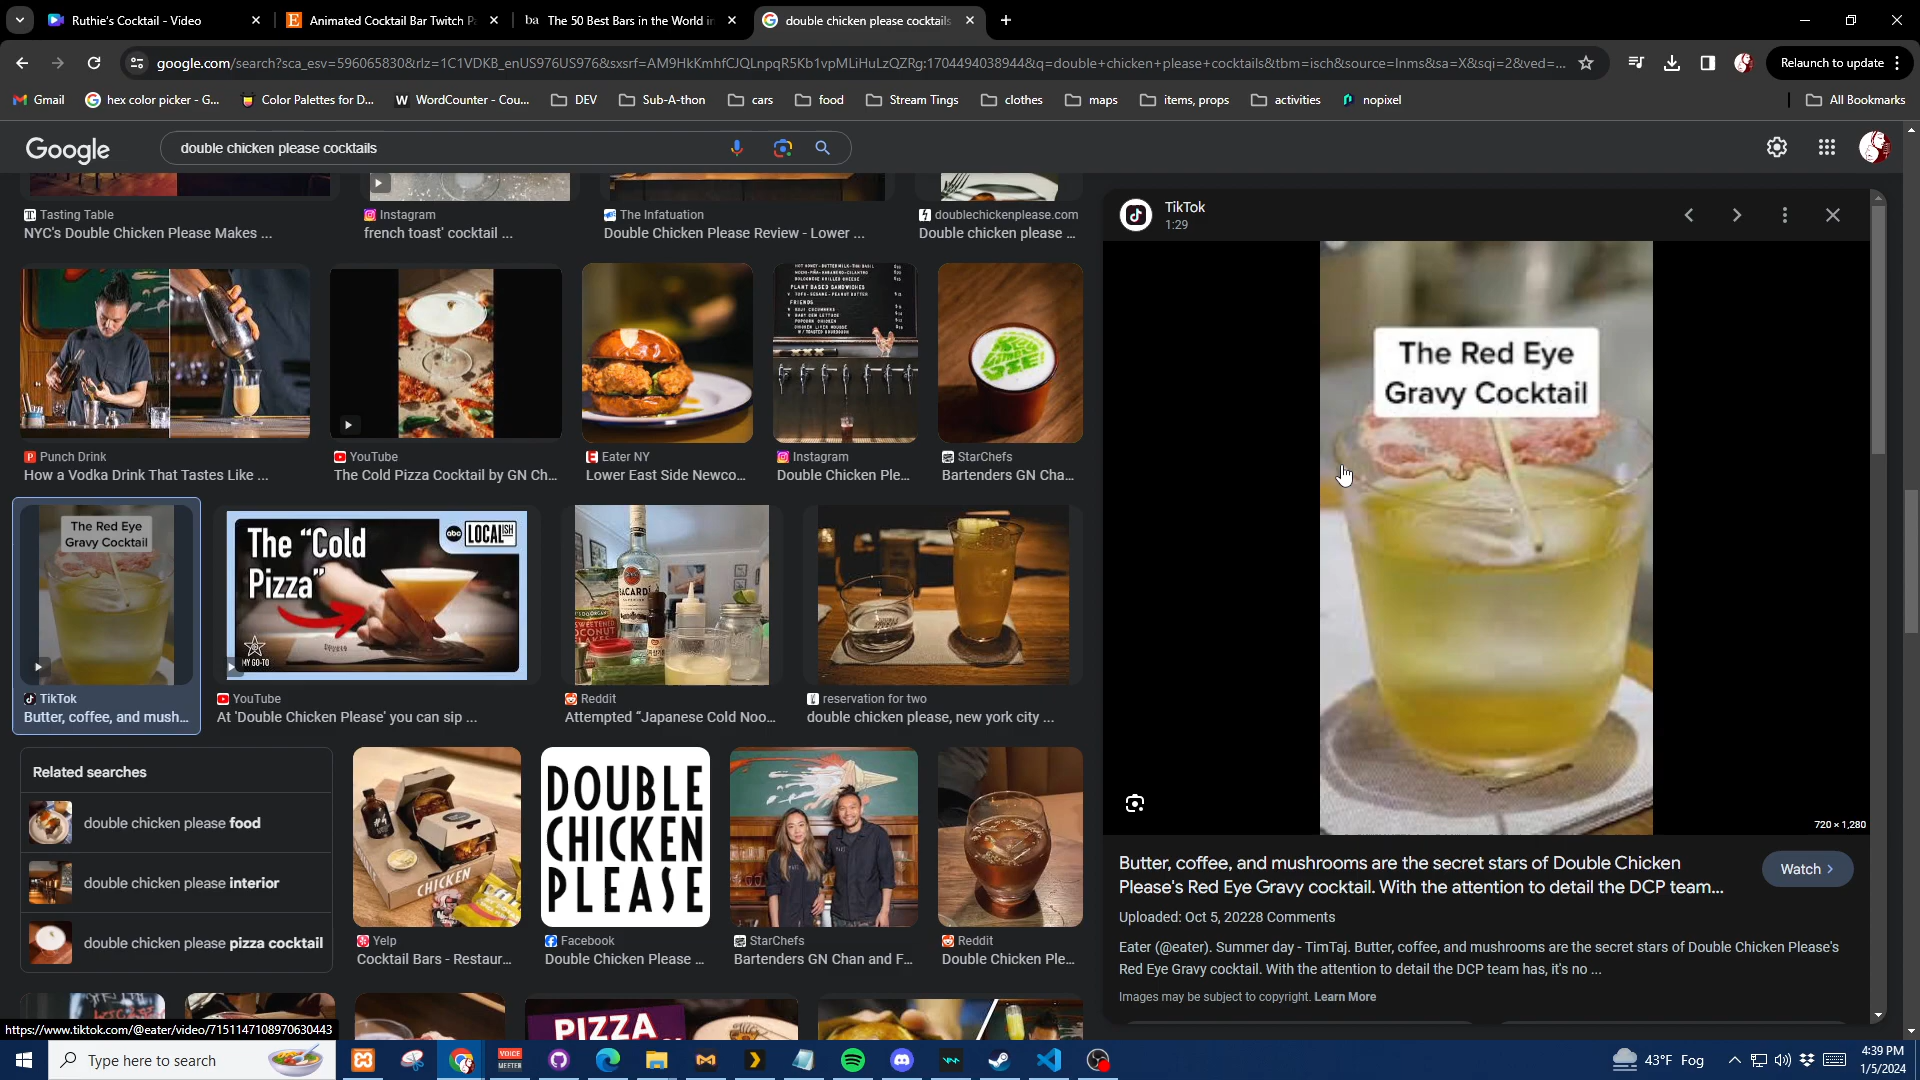 Ruthie's Cocktail - Video
Animated Cocktail Bar Twitch
The 50 Best Bars in the World in
double chicken please cocktails
google.com/search?sca_esv=596065830&rlz=1C1VDKB_enUS976US976&sxsrf=AM9HkKmhfCJQLnpqR5Kb1vpMLiHuLzQZRg:1704494038944&q=double+chicken+please+cocktails&tbm=isch&source=lnms&sa=X&sqi=2&ved=...
Relaunch to update
Gmail
hex color picker - G...
Color Palettes for D...
WordCounter - Cou...
DEV
Sub-A-thon
cars
food
Stream Tings
clothes
maps
items, props
activities
nopixel
All Bookmarks
Google
double chicken please cocktails
Tasting Table
NYC's Double Chicken Please Makes ...
Instagram
french toast' cocktail ...
The Infatuation
Double Chicken Please Review - Lower ...
doublechickenplease.com
Double chicken please ...
Punch Drink
How a Vodka Drink That Tastes Like ...
YouTube
The Cold Pizza Cocktail by GN Ch...
PLANT BASED SANDWICHES
FRIENDS
Eater NY
Lower East Side Newco...
Instagram
Double Chicken Ple...
StarChefs
Bartenders GN Cha...
The Red Eye
Gravy Cocktail
TikTok
Butter, coffee, and mush...
The "Cold
Pizza"
abc LOCALISH
MY GO-TO
YouTube
At 'Double Chicken Please' you can sip ...
BACARDI
Reddit
Attempted “Japanese Cold Noo...
reservation for two
double chicken please, new york city ...
Related searches
double chicken please food
double chicken please interior
double chicken please pizza cocktail
CHICKEN
Yelp
Cocktail Bars - Restaur...
DOUBLE
CHICKEN
PLEASE
Facebook
Double Chicken Please ...
StarChefs
Bartenders GN Chan and F...
Reddit
Double Chicken Ple...
PIZZA
TikTok
1:29
The Red Eye
Gravy Cocktail
720 × 1,280
Butter, coffee, and mushrooms are the secret stars of Double Chicken
Please's Red Eye Gravy cocktail. With the attention to detail the DCP team...
Watch
Uploaded: Oct 5, 20228 Comments
Eater (@eater). Summer day - TimTaj. Butter, coffee, and mushrooms are the secret stars of Double Chicken Please's
Red Eye Gravy cocktail. With the attention to detail the DCP team has, it's no ...
Images may be subject to copyright. Learn More
https://www.tiktok.com/@eater/video/7151147108970630443
Type here to search
VOICE
MEETER
43°F Fog
4:39 PM
1/5/2024